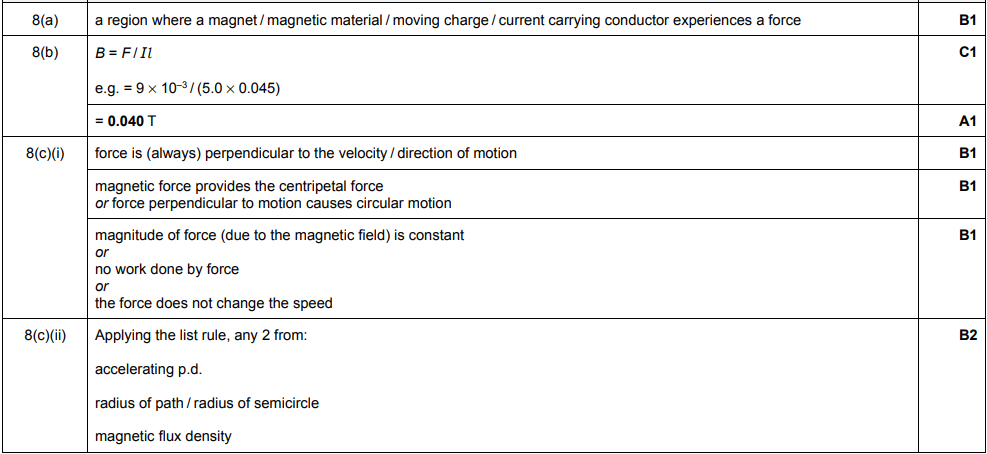 8(a) a region where a magnet / magnetic material / moving charge / current carrying conductor experiences a force B1
8(b) B = F / Il C1
e.g. = 9 × 10⁻³ / (5.0 × 0.045)
= 0.040 T A1
8(c)(i) force is (always) perpendicular to the velocity / direction of motion B1
magnetic force provides the centripetal force B1
or force perpendicular to motion causes circular motion
magnitude of force (due to the magnetic field) is constant B1
or
no work done by force
or
the force does not change the speed
8(c)(ii) Applying the list rule, any 2 from: B2
accelerating p.d.
radius of path / radius of semicircle
magnetic flux density